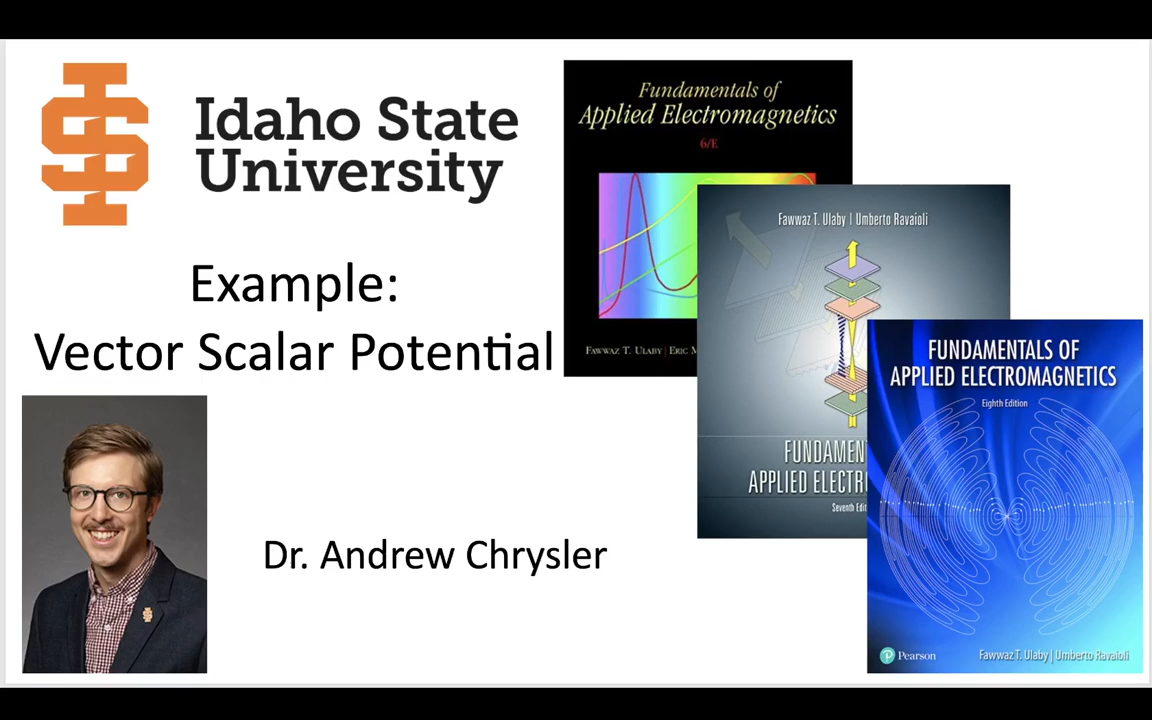 Idaho State
University
Example:
Vector Scalar Potential
Dr. Andrew Chrysler
Fundamentals of
Applied Electromagnetics
6/E
FAWWAZ T. ULABY | ERIC
Fawwaz T. Ulaby | Umberto Ravaioli
FUNDAMEN
APPLIED ELECTR
Seventh Edit
FUNDAMENTALS OF
APPLIED ELECTROMAGNETICS
Eighth Edition
Pearson
Fawwaz T. Ulaby | Umberto Ravaioli